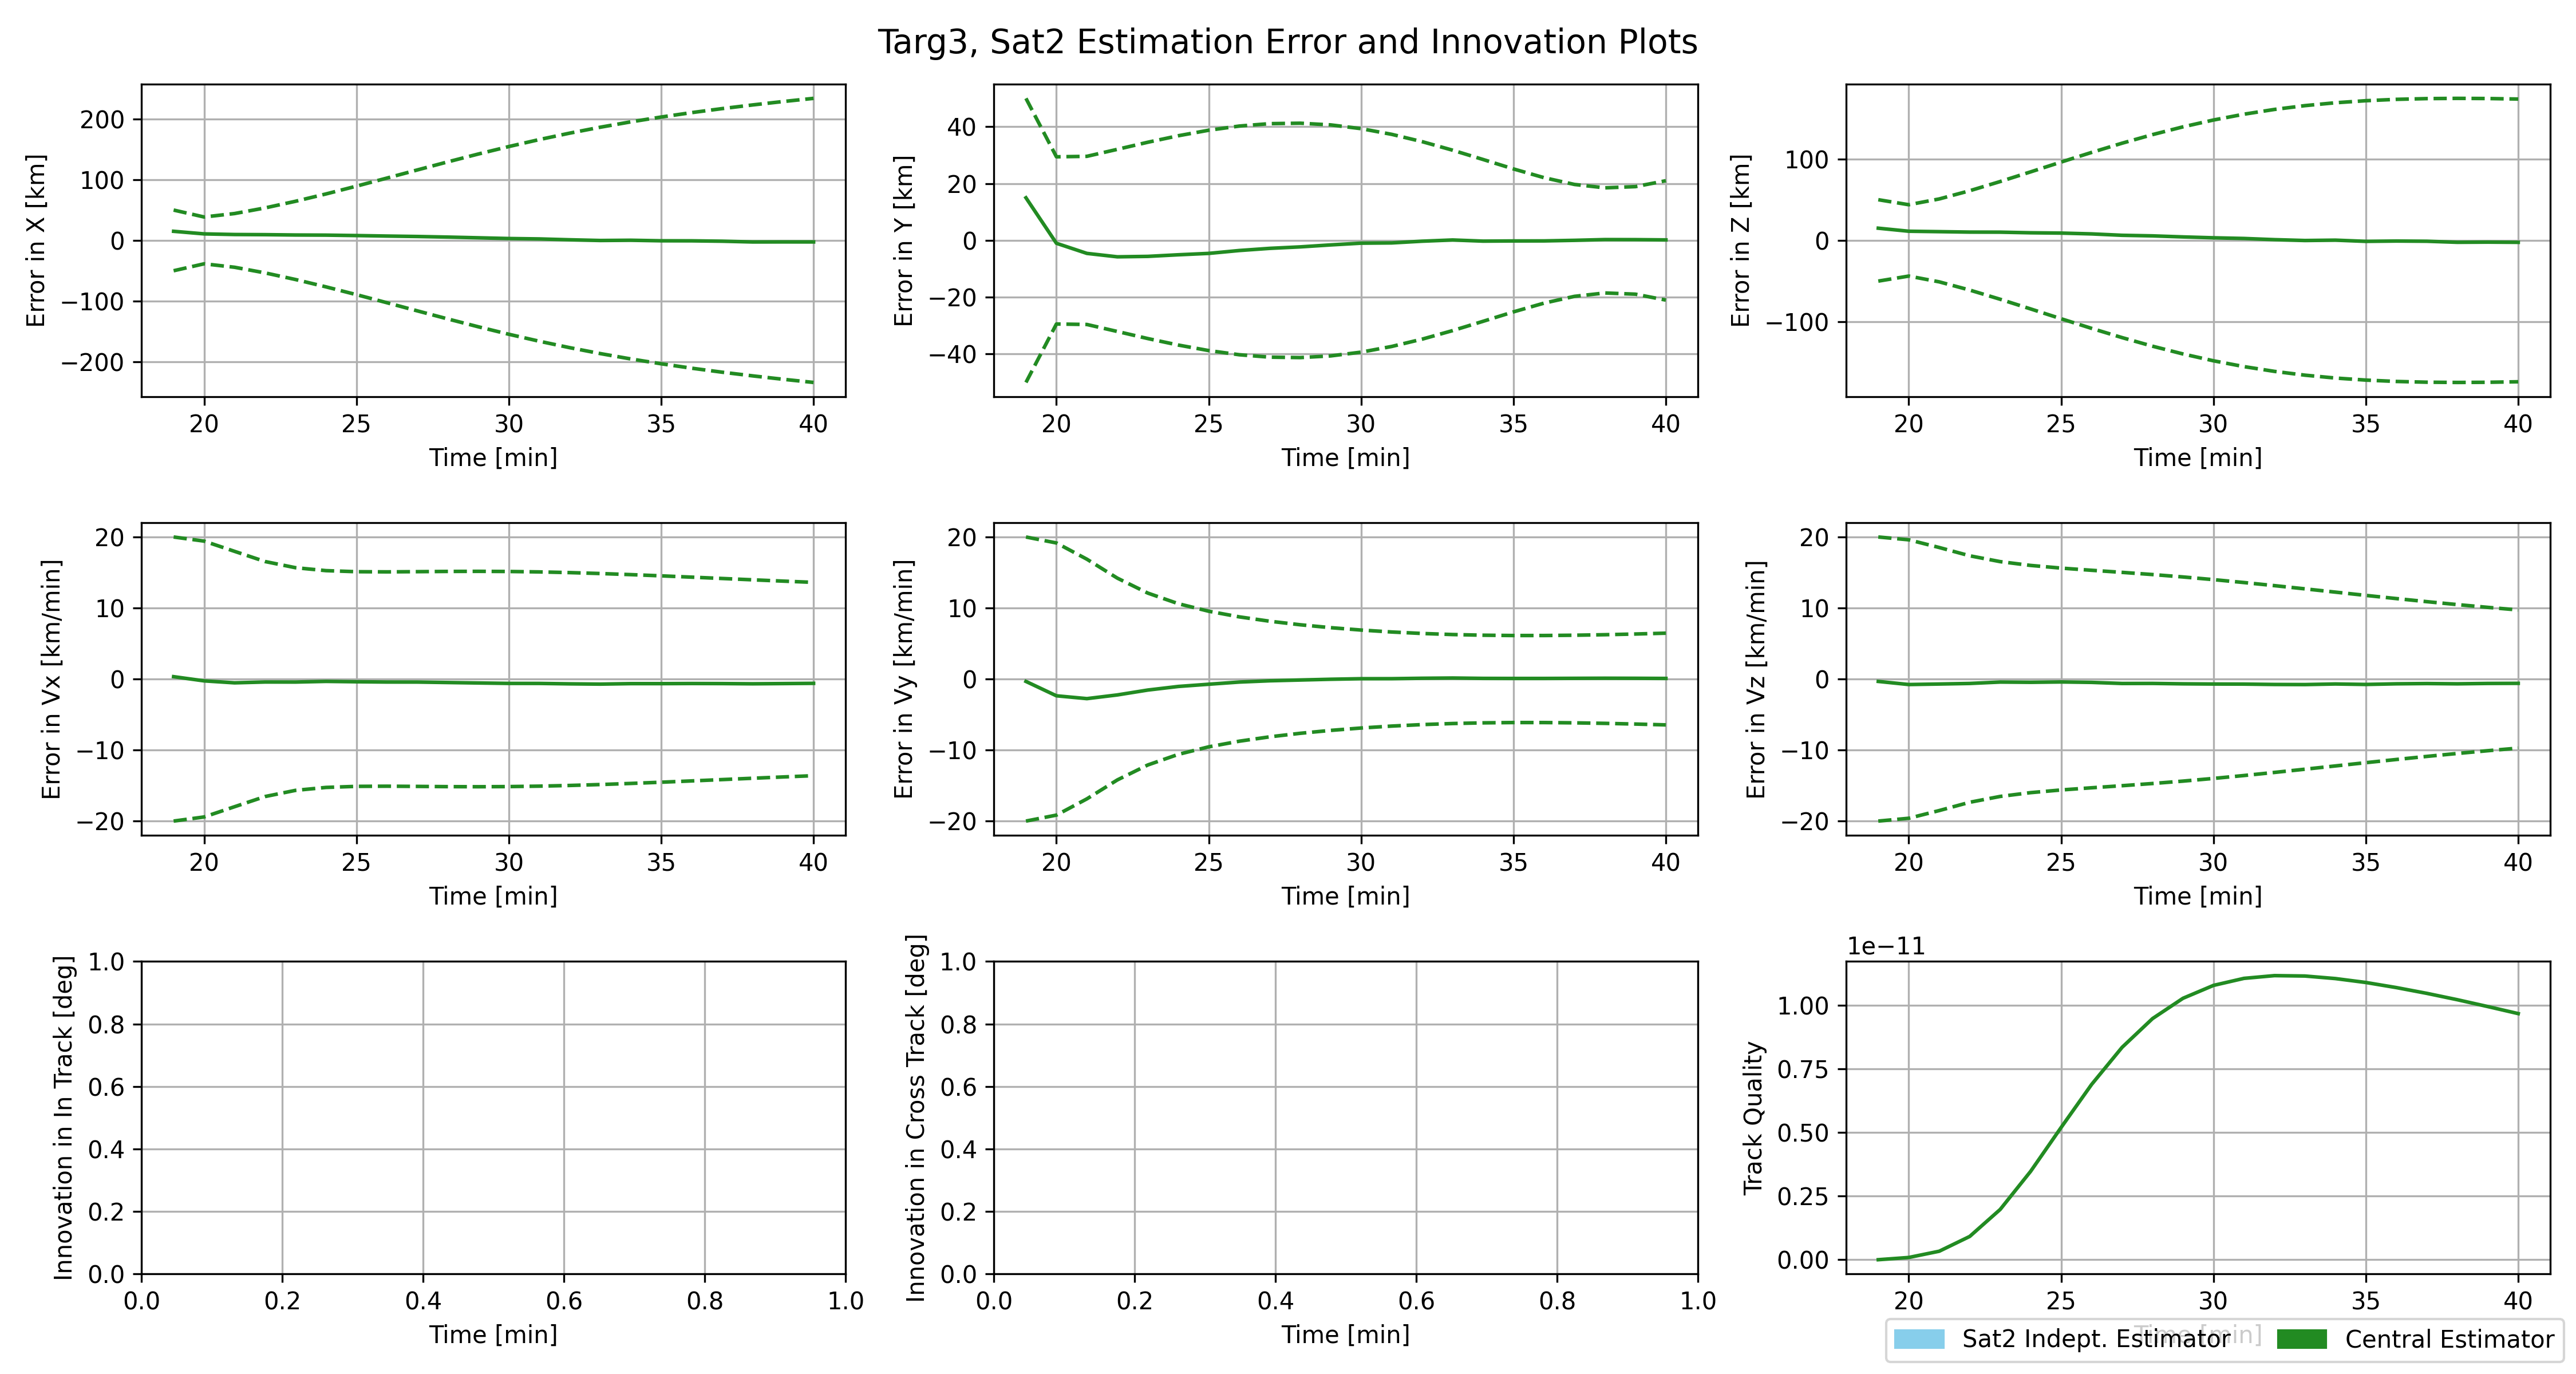 Targ3, Sat2 Estimation Error and Innovation Plots
Error in X [km]
200
100
0
−100
−200
20 25 30 35 40
Time [min]
Error in Y [km]
40
20
0
−20
−40
20 25 30 35 40
Time [min]
Error in Z [km]
100
0
−100
20 25 30 35 40
Time [min]
Error in Vx [km/min]
20
10
0
−10
−20
20 25 30 35 40
Time [min]
Error in Vy [km/min]
20
10
0
−10
−20
20 25 30 35 40
Time [min]
Error in Vz [km/min]
20
10
0
−10
−20
20 25 30 35 40
Time [min]
Innovation in In Track [deg]
1.0
0.8
0.6
0.4
0.2
0.0
0.0 0.2 0.4 0.6 0.8 1.0
Time [min]
Innovation in Cross Track [deg]
1.0
0.8
0.6
0.4
0.2
0.0
0.0 0.2 0.4 0.6 0.8 1.0
Time [min]
1e−11
Track Quality
1.00
0.75
0.50
0.25
0.00
20 25 30 35 40
Time [min]
Sat2 Indept. Estimator Central Estimator